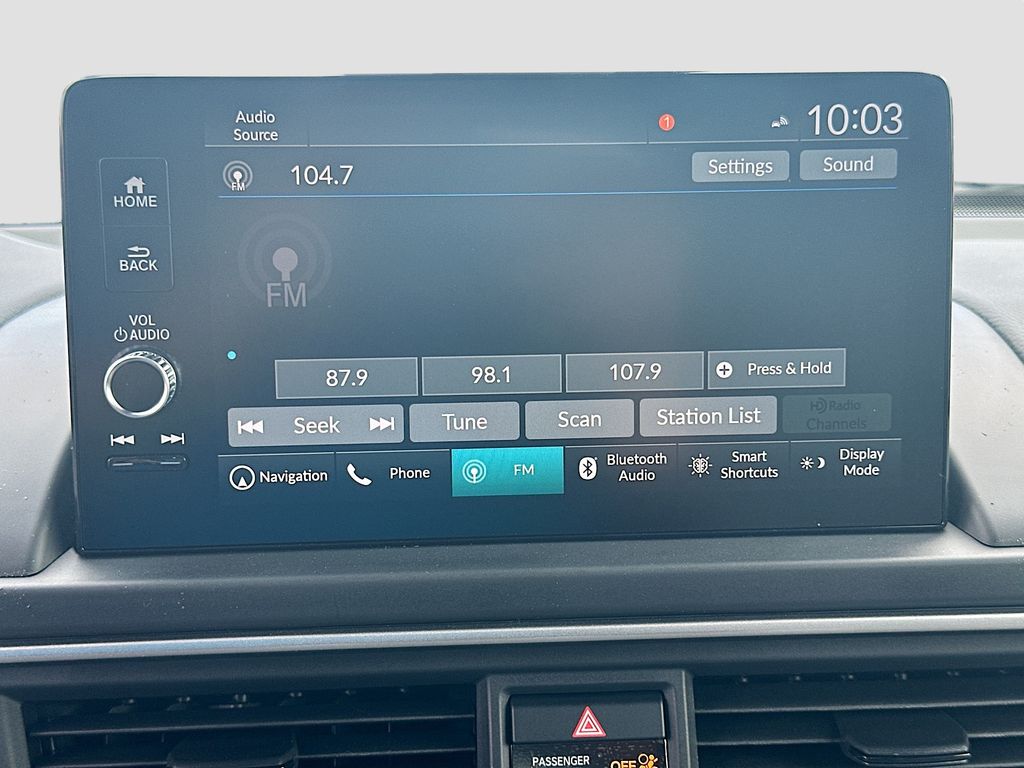 Audio
Source
1
10:03
FM
104.7
Settings
Sound
HOME
BACK
FM
VOL
AUDIO
87.9
98.1
107.9
Press & Hold
Seek
Tune
Scan
Station List
HD Radio
Channels
Navigation
Phone
FM
Bluetooth
Audio
Smart
Shortcuts
Display
Mode
PASSENGER
OFF